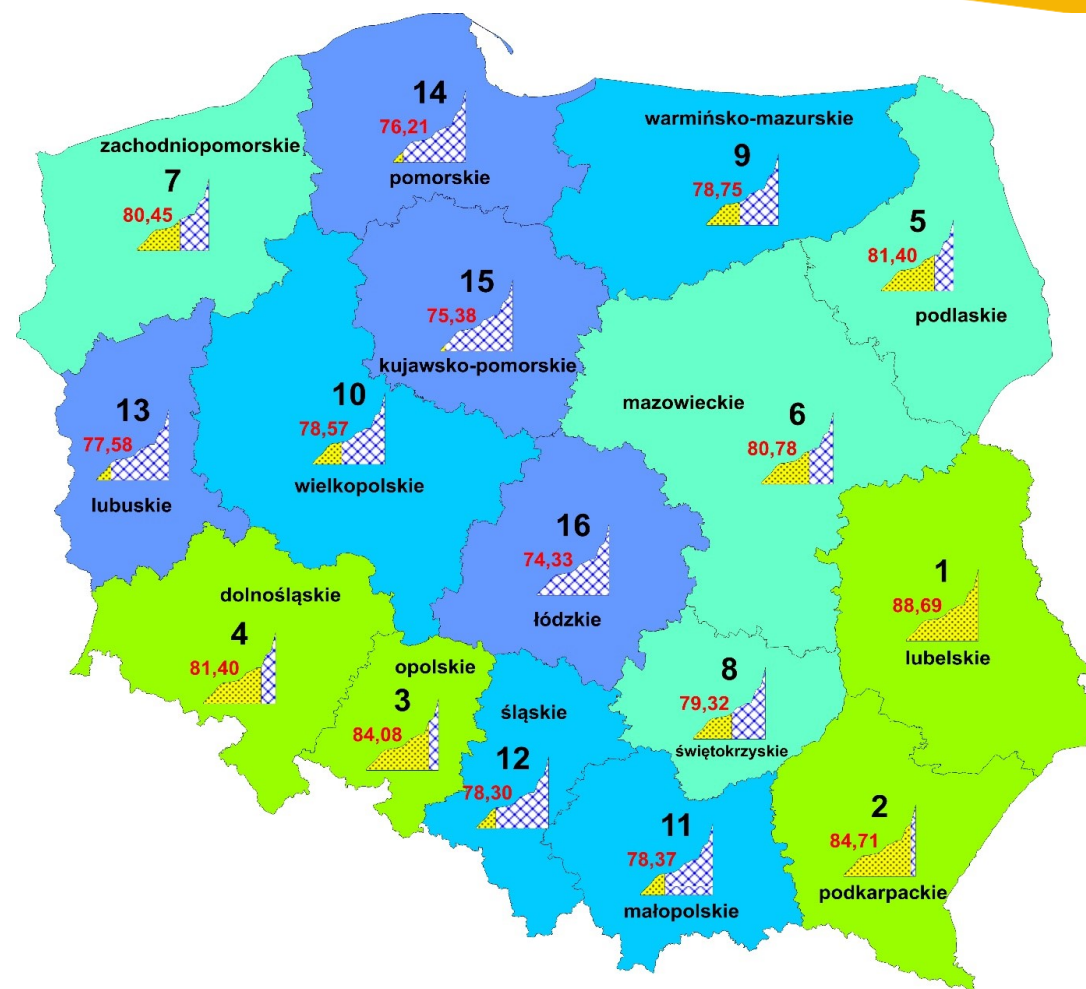 14
76,21
pomorskie
warmińsko-mazurskie
9
78,75
zachodniopomorskie
7
80,45
5
81,40
podlaskie
15
75,38
kujawsko-pomorskie
13
77,58
lubuskie
10
78,57
wielkopolskie
mazowieckie
6
80,78
16
74,33
łódzkie
1
88,69
lubelskie
dolnośląskie
4
81,40
opolskie
3
84,08
śląskie
12
78,30
8
79,32
świętokrzyskie
11
78,37
małopolskie
2
84,71
podkarpackie